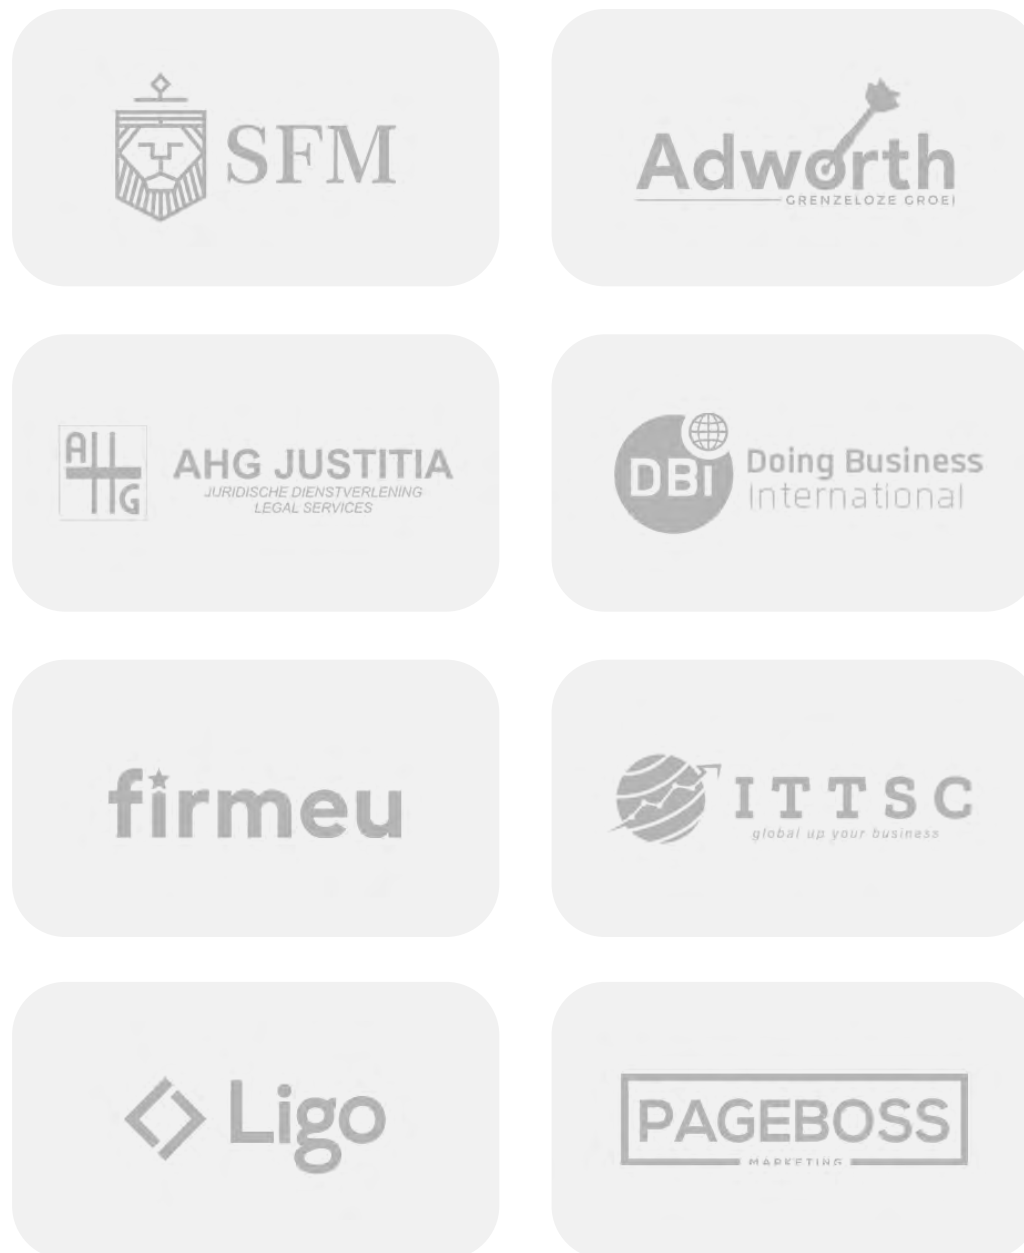 SFM
Adworth
GRENZELOZE GROEI
AHG
AHG JUSTITIA
JURIDISCHE DIENSTVERLENING
LEGAL SERVICES
DBI
Doing Business
International
firmeu
ITTSC
global up your business
Ligo
PAGEBOSS
MARKETING